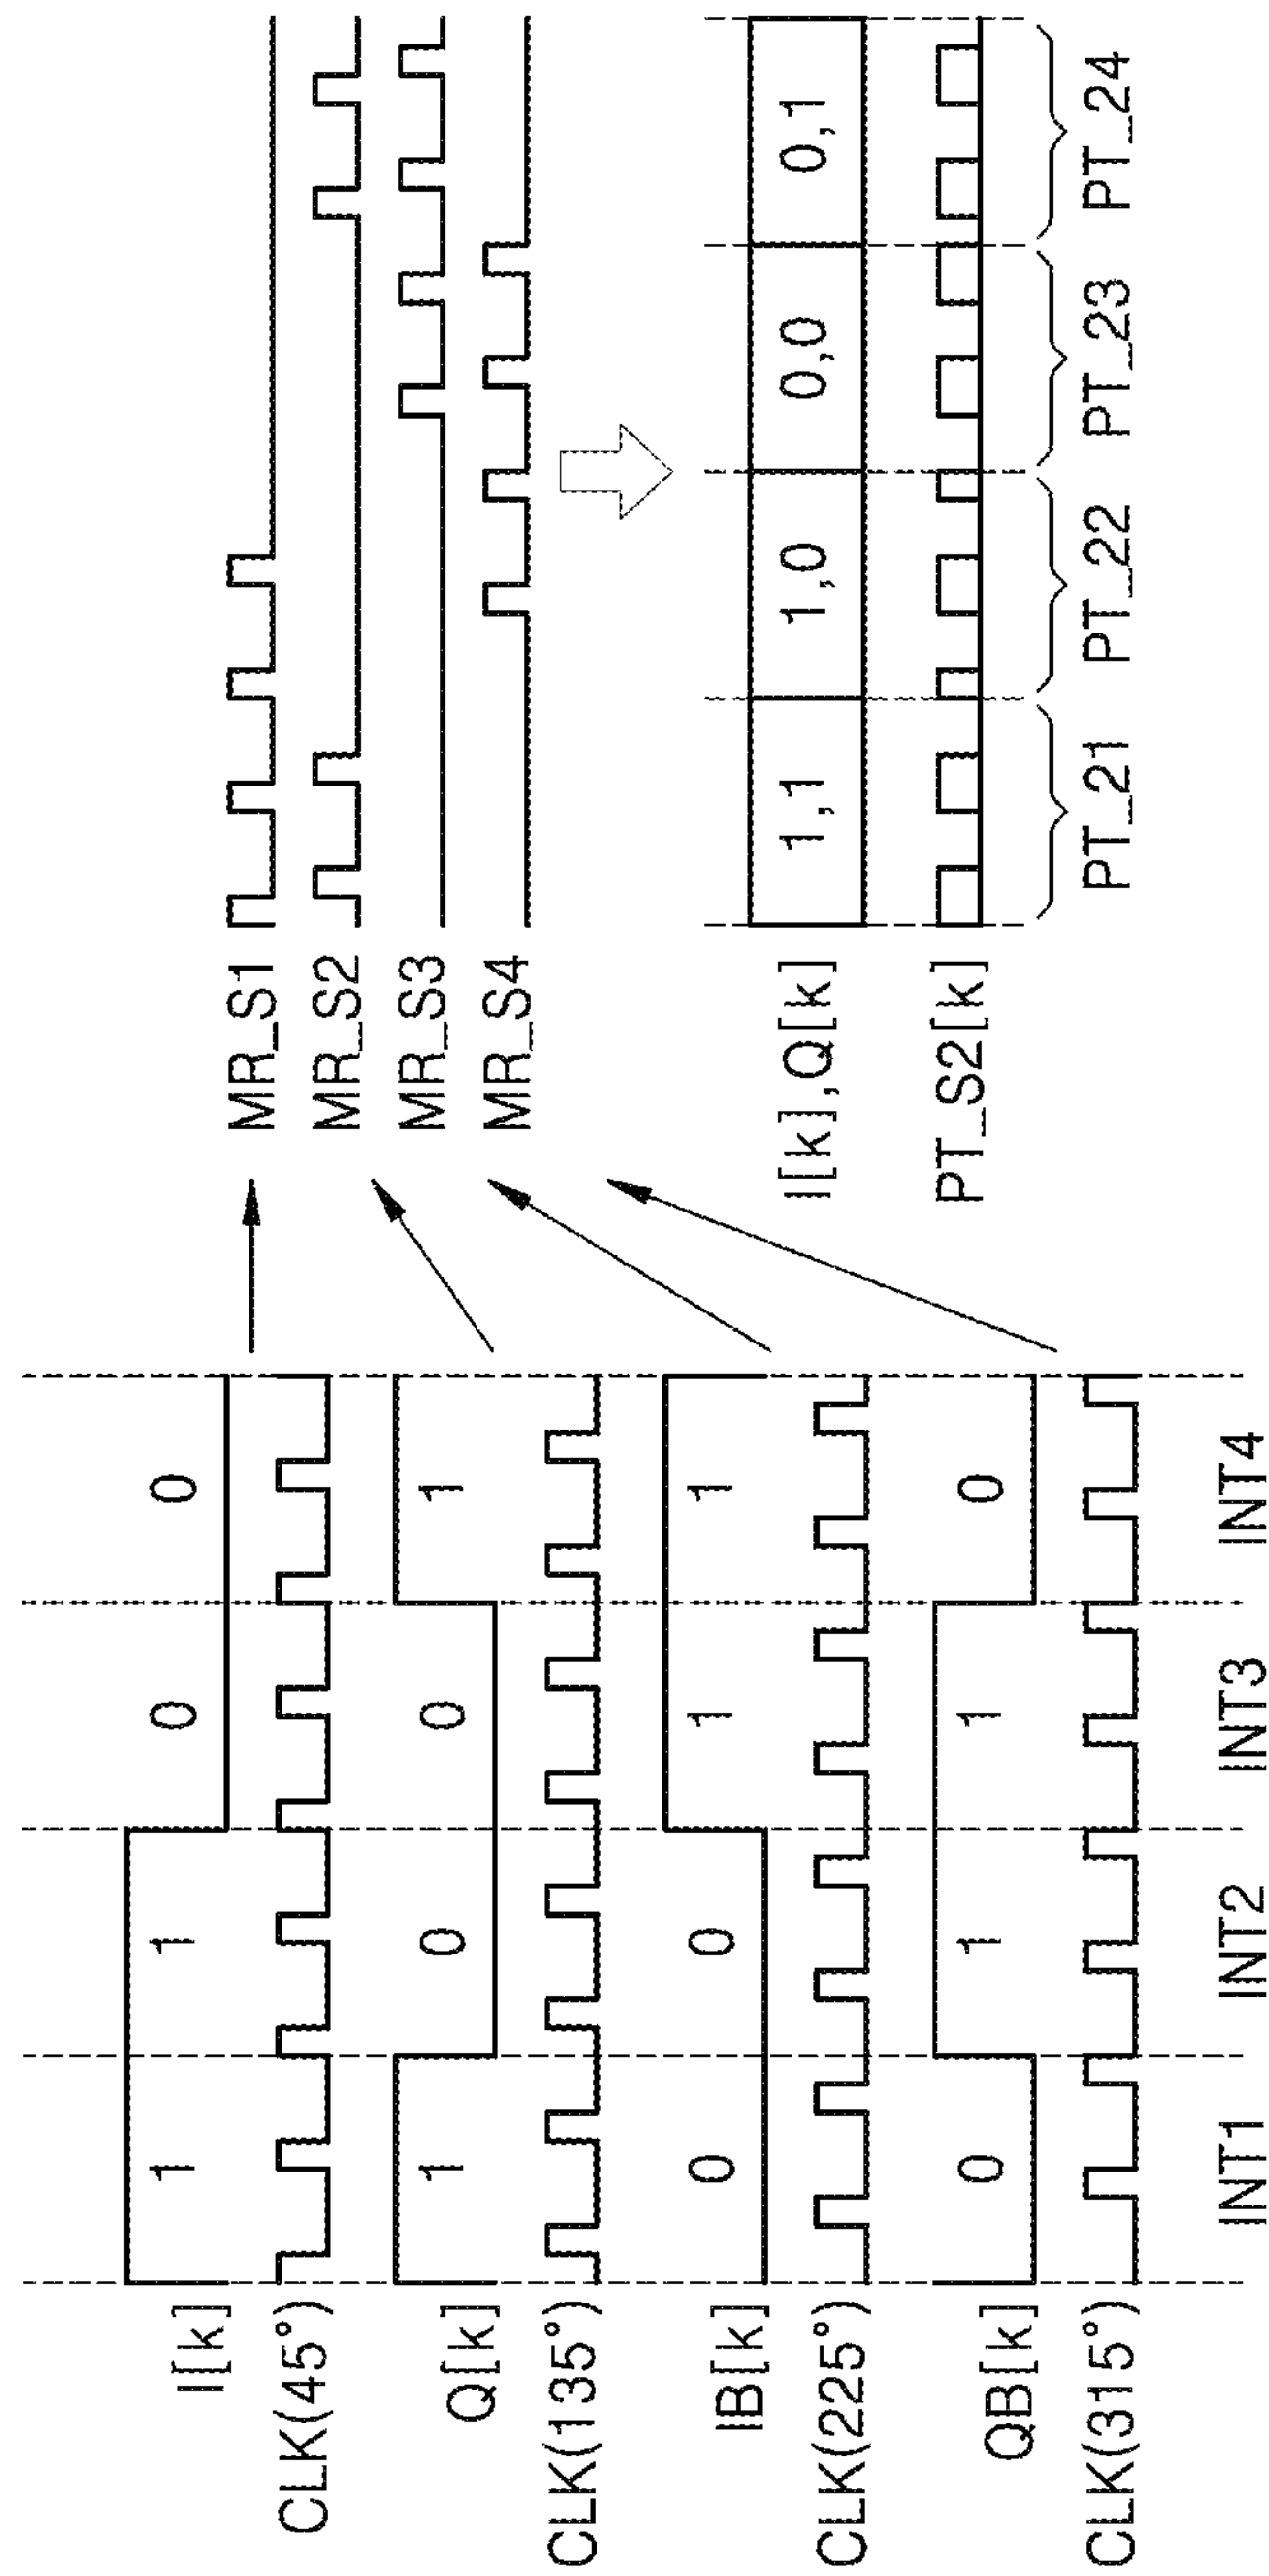 I[k] 1 1 0 0
CLK(45°)
Q[k] 1 0 0 1
CLK(135°)
IB[k] 0 0 1 1
CLK(225°)
QB[k] 0 1 1 0
CLK(315°)
INT1 INT2 INT3 INT4
MR_S1
MR_S2
MR_S3
MR_S4
I[k],Q[k] 1,1 1,0 0,0 0,1
PT_S2[k]
PT_21 PT_22 PT_23 PT_24